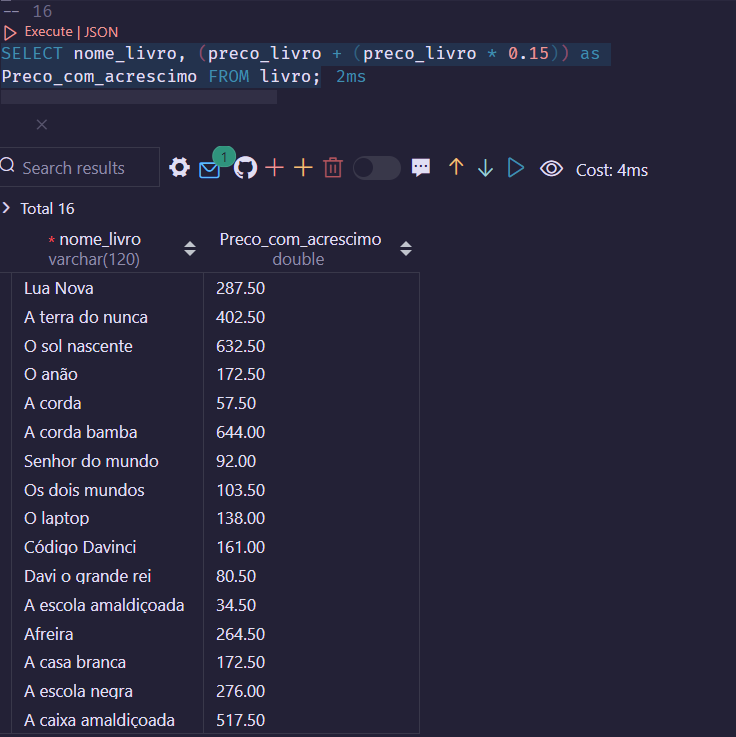 -- 16
Execute | JSON
SELECT nome_livro, (preco_livro + (preco_livro * 0.15)) as
Preco_com_acrescimo FROM livro; 2ms
Search results 1 Cost: 4ms
Total 16
* nome_livro Preco_com_acrescimo
varchar(120) double
Lua Nova 287.50
A terra do nunca 402.50
O sol nascente 632.50
O anão 172.50
A corda 57.50
A corda bamba 644.00
Senhor do mundo 92.00
Os dois mundos 103.50
O laptop 138.00
Código Davinci 161.00
Davi o grande rei 80.50
A escola amaldiçoada 34.50
Afreira 264.50
A casa branca 172.50
A escola negra 276.00
A caixa amaldiçoada 517.50